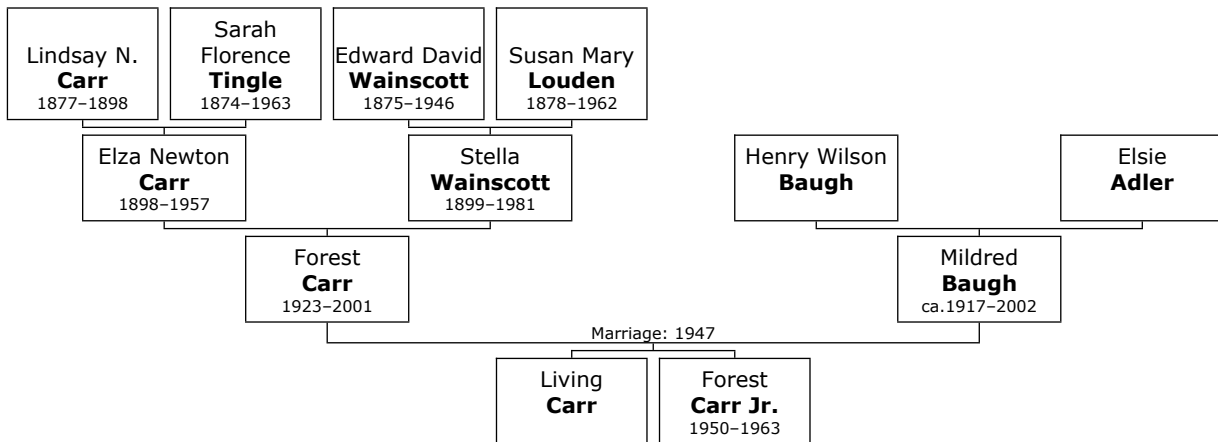 Lindsay N.
Carr
1877–1898
Sarah
Florence
Tingle
1874–1963
Edward David
Wainscott
1875–1946
Susan Mary
Louden
1878–1962
Elza Newton
Carr
1898–1957
Stella
Wainscott
1899–1981
Henry Wilson
Baugh
Elsie
Adler
Forest
Carr
1923–2001
Mildred
Baugh
ca.1917–2002
Marriage: 1947
Living
Carr
Forest
Carr Jr.
1950–1963